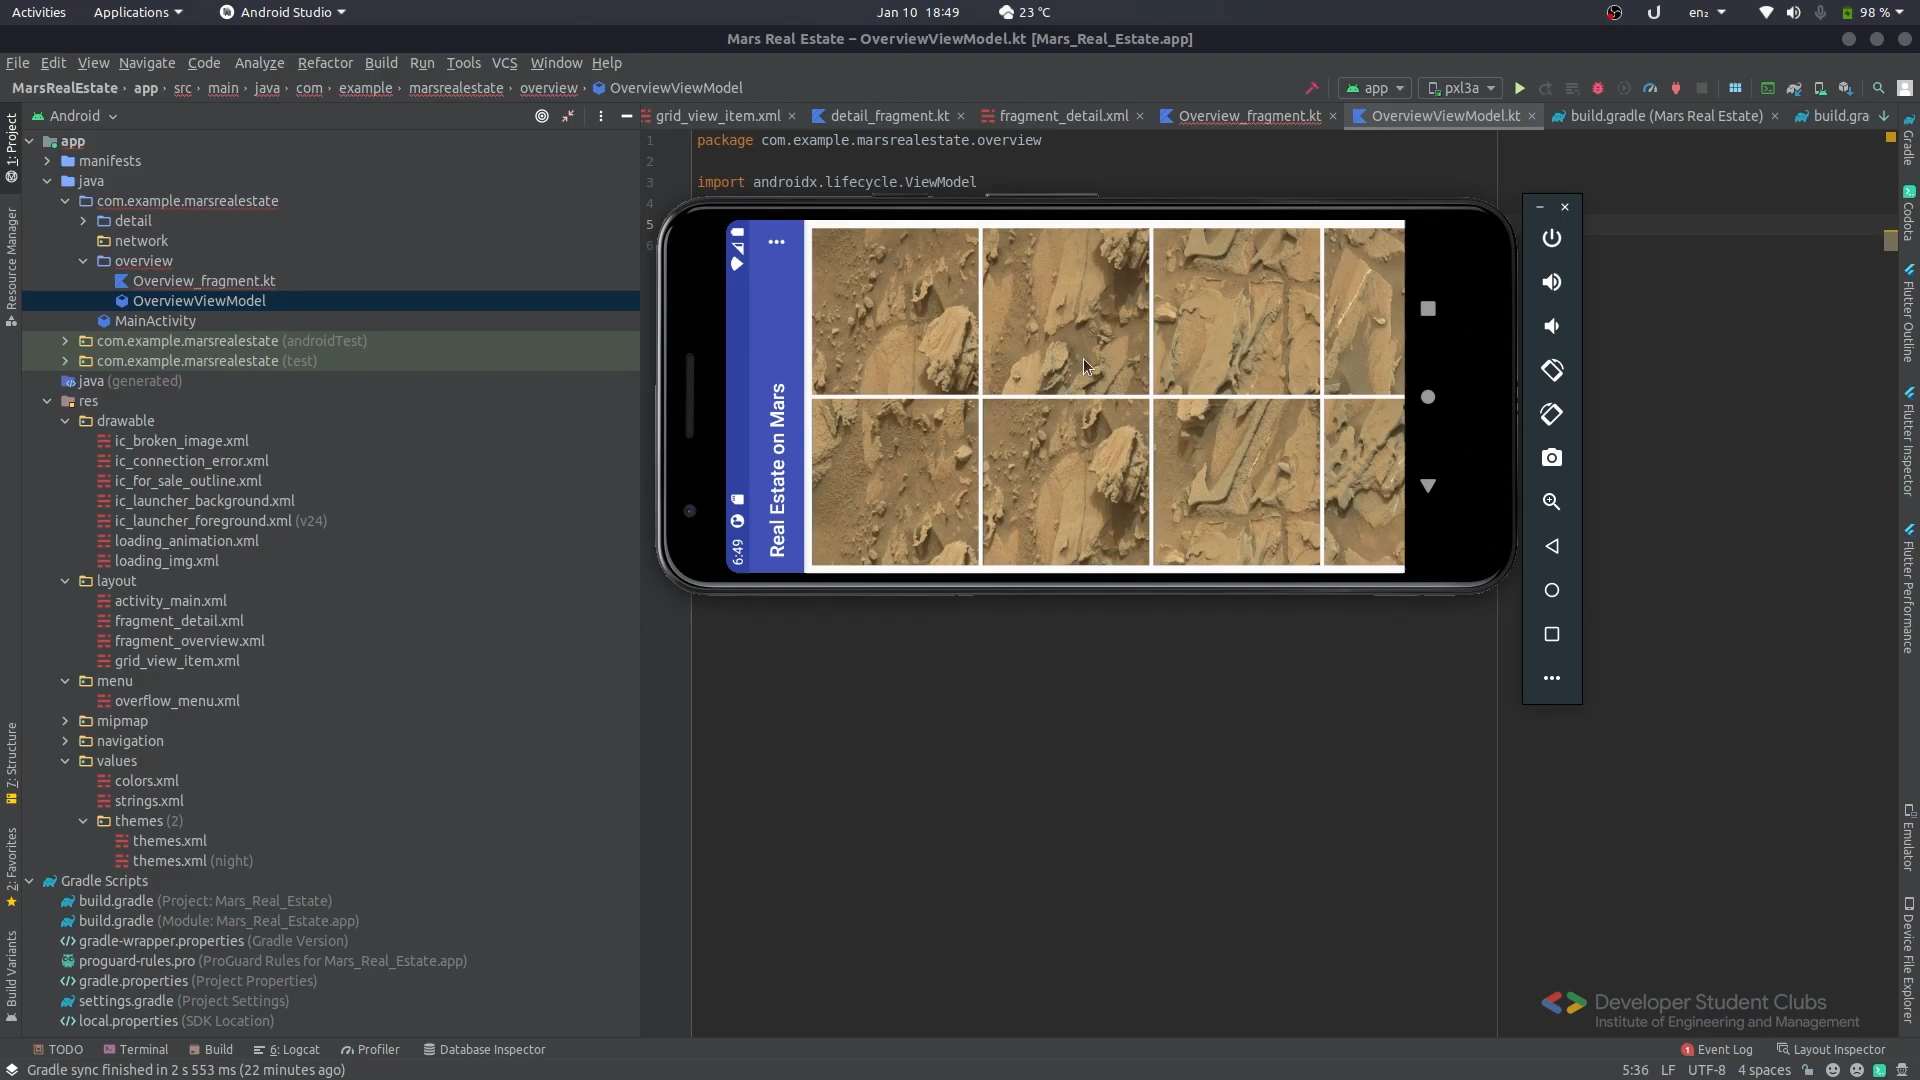 Activities
Applications
Android Studio
Jan 10 18:49
23 °C
en₂
98 %
Mars Real Estate – OverviewViewModel.kt [Mars_Real_Estate.app]
File Edit View Navigate Code Analyze Refactor Build Run Tools VCS Window Help
MarsRealEstate › app › src › main › java › com › example › marsrealestate › overview › OverviewViewModel
app
pxl3a
Android
grid_view_item.xml
detail_fragment.kt
fragment_detail.xml
Overview_fragment.kt
OverviewViewModel.kt
build.gradle (Mars Real Estate)
build.gra
1: Project
Resource Manager
7: Structure
2: Favorites
Build Variants
app
manifests
java
com.example.marsrealestate
detail
network
overview
Overview_fragment.kt
OverviewViewModel
MainActivity
com.example.marsrealestate (androidTest)
com.example.marsrealestate (test)
java (generated)
res
drawable
ic_broken_image.xml
ic_connection_error.xml
ic_for_sale_outline.xml
ic_launcher_background.xml
ic_launcher_foreground.xml (v24)
loading_animation.xml
loading_img.xml
layout
activity_main.xml
fragment_detail.xml
fragment_overview.xml
grid_view_item.xml
menu
overflow_menu.xml
mipmap
navigation
values
colors.xml
strings.xml
themes (2)
themes.xml
themes.xml (night)
Gradle Scripts
build.gradle (Project: Mars_Real_Estate)
build.gradle (Module: Mars_Real_Estate.app)
gradle-wrapper.properties (Gradle Version)
proguard-rules.pro (ProGuard Rules for Mars_Real_Estate.app)
gradle.properties (Project Properties)
settings.gradle (Project Settings)
local.properties (SDK Location)
1 package com.example.marsrealestate.overview
2
3 import androidx.lifecycle.ViewModel
4
5
6
6:49
Real Estate on Mars
Gradle
Codota
Flutter Outline
Flutter Inspector
Flutter Performance
Emulator
Device File Explorer
Developer Student Clubs
Institute of Engineering and Management
TODO
Terminal
Build
6: Logcat
Profiler
Database Inspector
1 Event Log
Layout Inspector
Gradle sync finished in 2 s 553 ms (22 minutes ago)
5:36 LF UTF-8 4 spaces